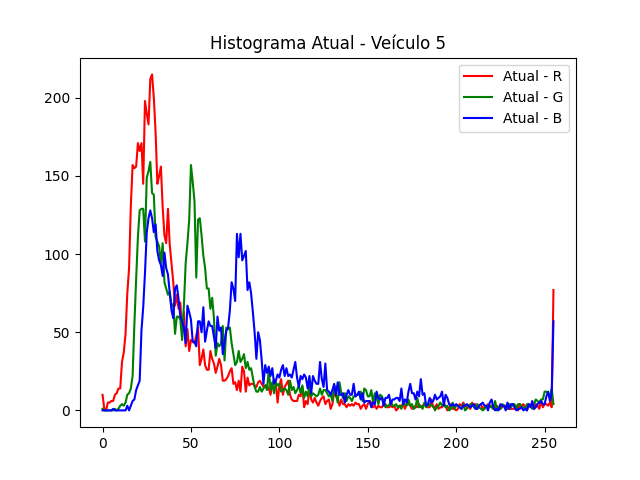 Histograma Atual - Veículo 5
Atual - R
Atual - G
Atual - B
200
150
100
50
0
0 50 100 150 200 250